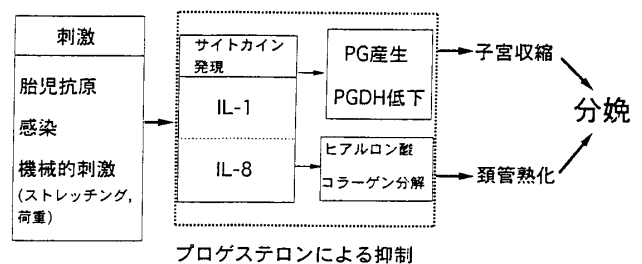 刺激
胎児抗原
感染
機械的刺激
(ストレッチング,
荷重)
サイトカイン
発現
IL-1
IL-8
PG産生
PGDH低下
ヒアルロン酸
コラーゲン分解
子宮収縮
頚管熟化
分娩
プロゲステロンによる抑制